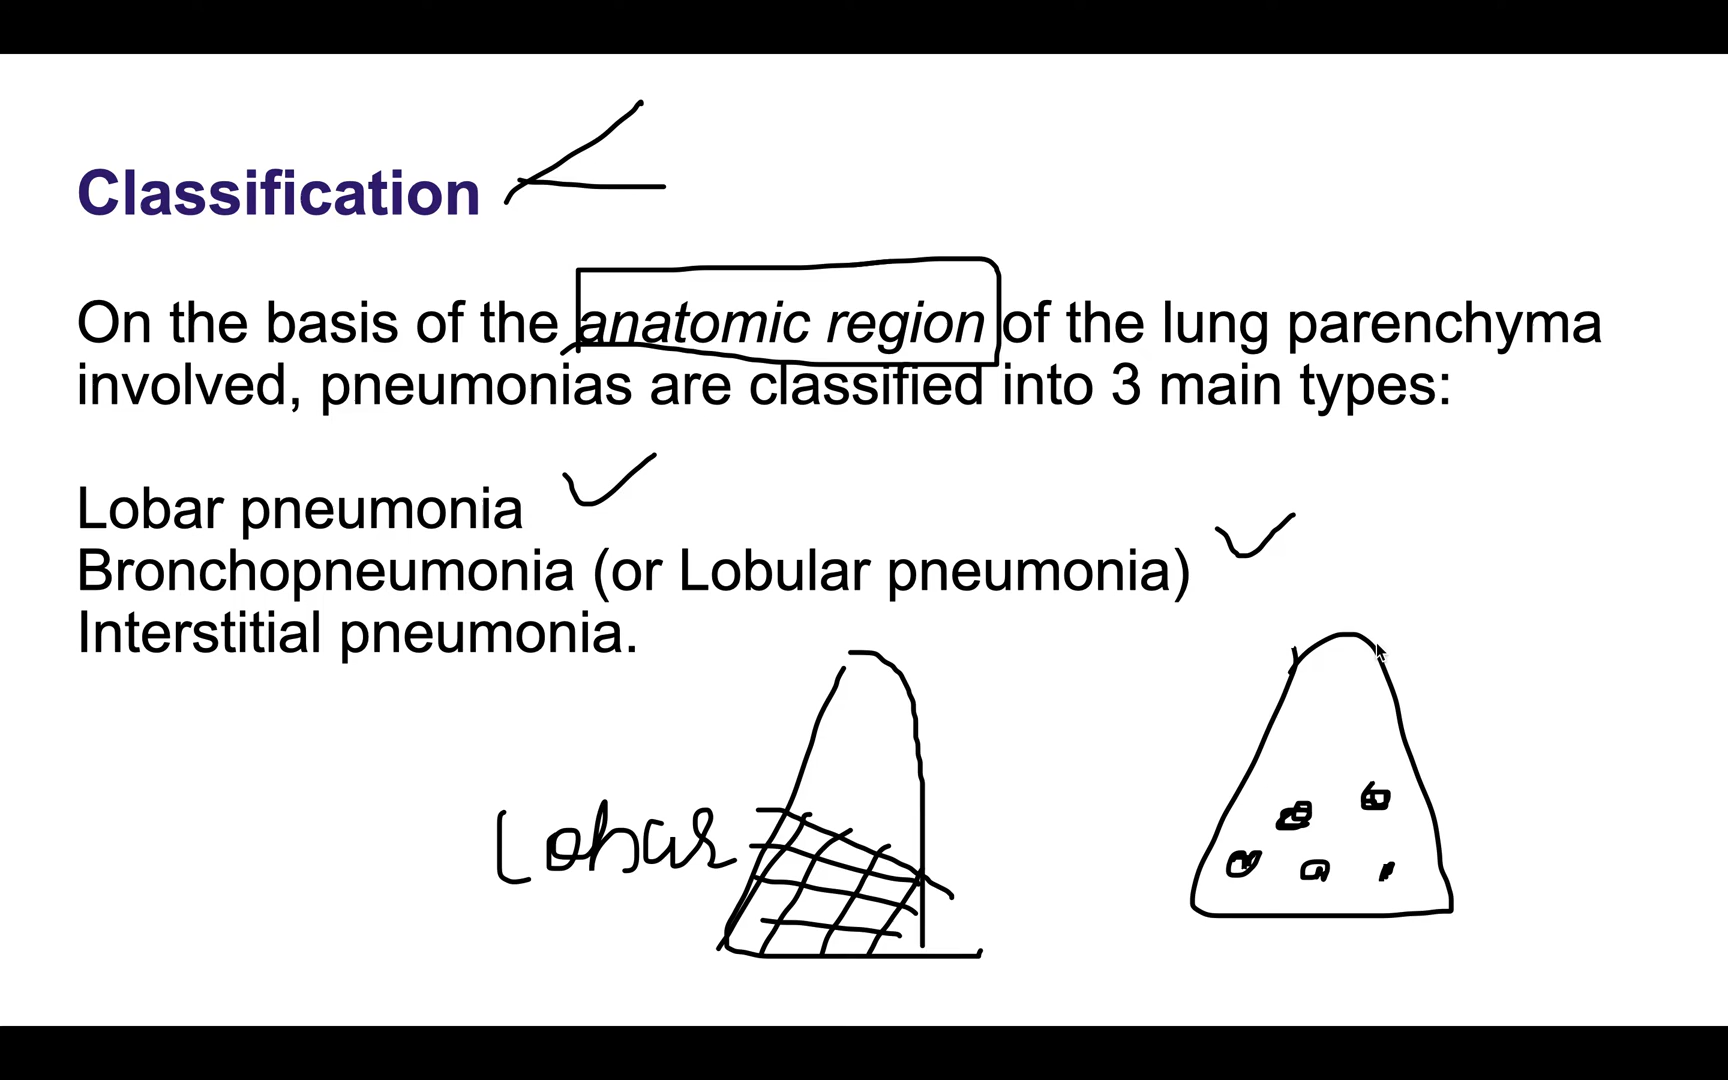 Classification
On the basis of the anatomic region of the lung parenchyma
involved, pneumonias are classified into 3 main types:
Lobar pneumonia
Bronchopneumonia (or Lobular pneumonia)
Interstitial pneumonia.
Lobar